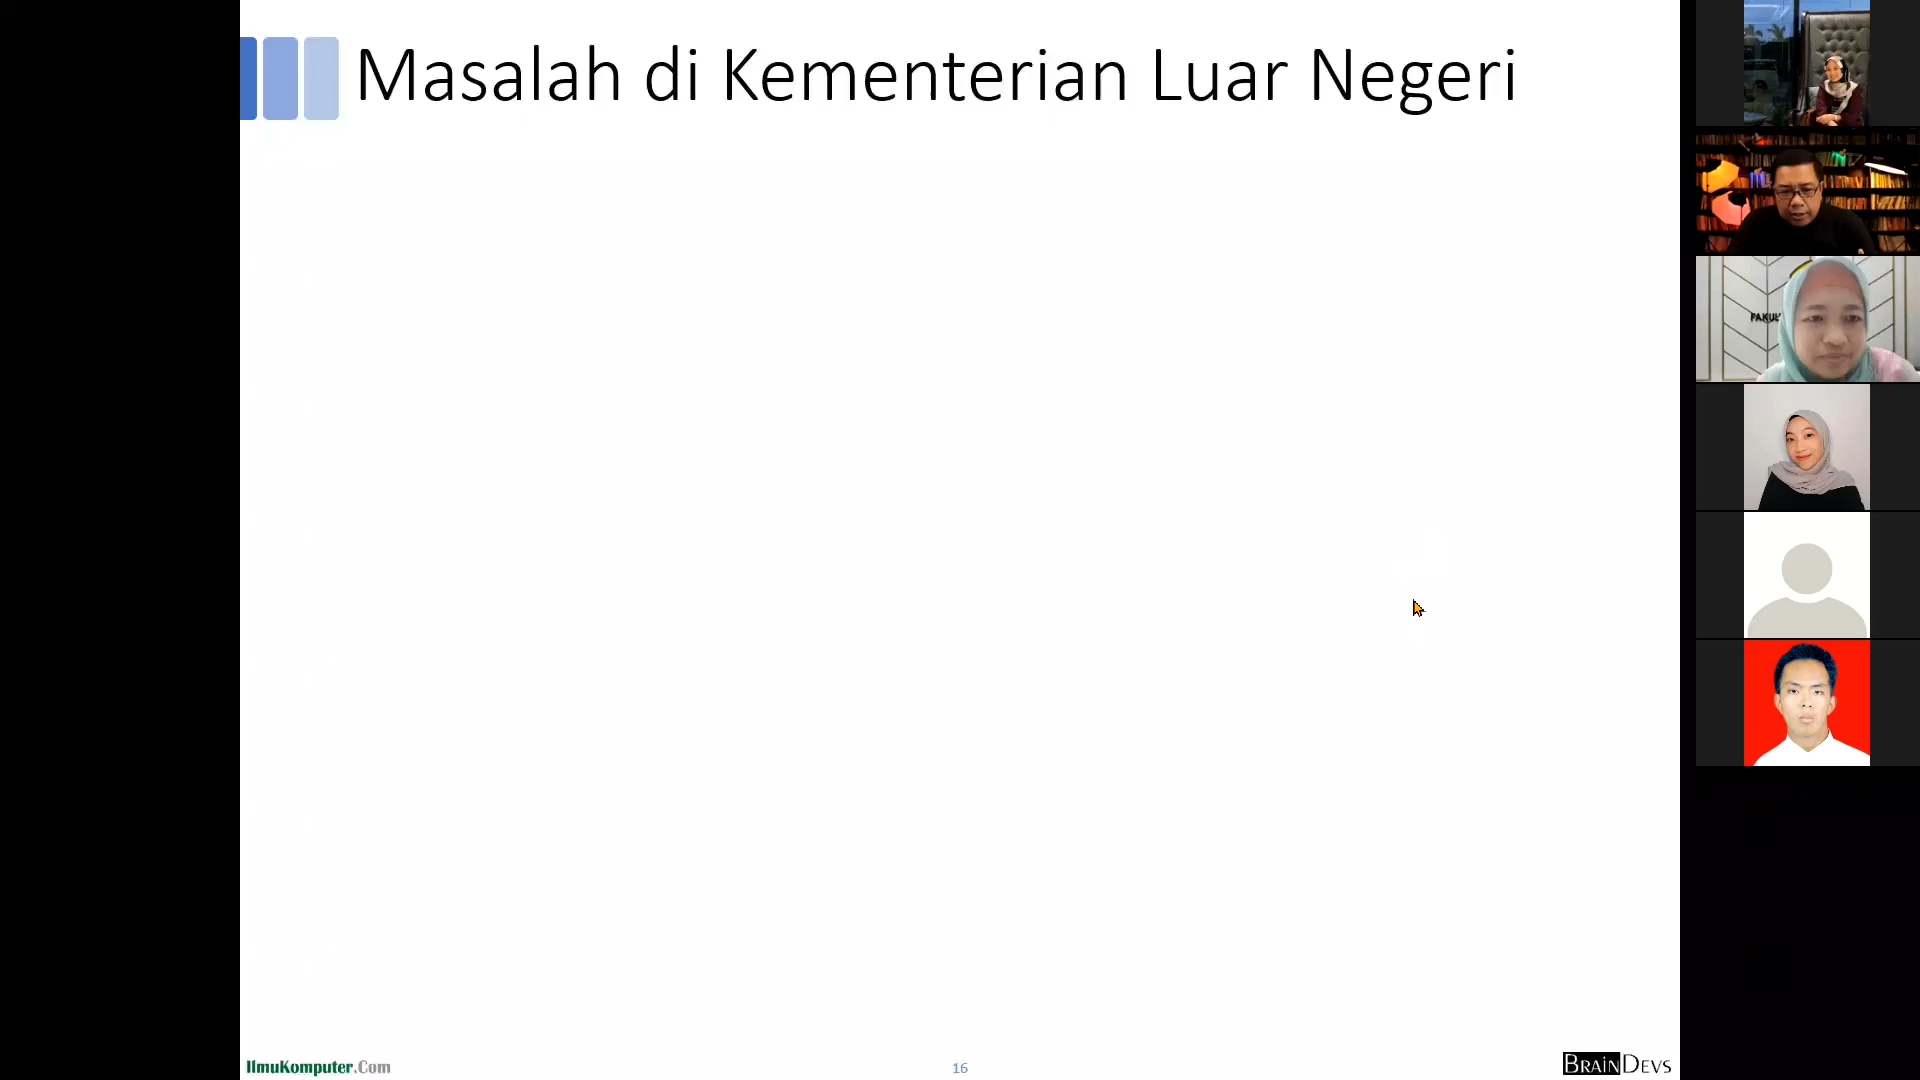 Masalah di Kementerian Luar Negeri
IlmuKomputer.Com
16
BRAINDEVS